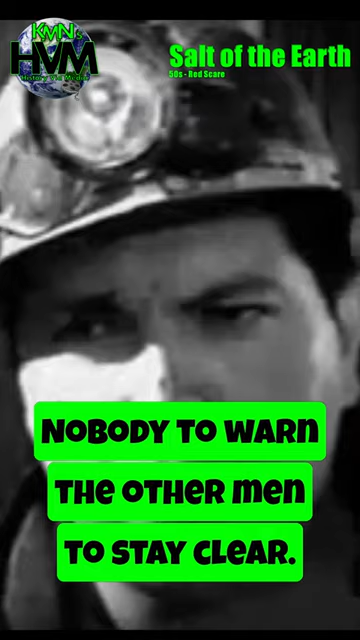 KMN's
HVM
History Vs. Media
Salt of the Earth
50s - Red Scare
NOBODY TO WARN
THE OTHER MEN
TO STAY CLEAR.